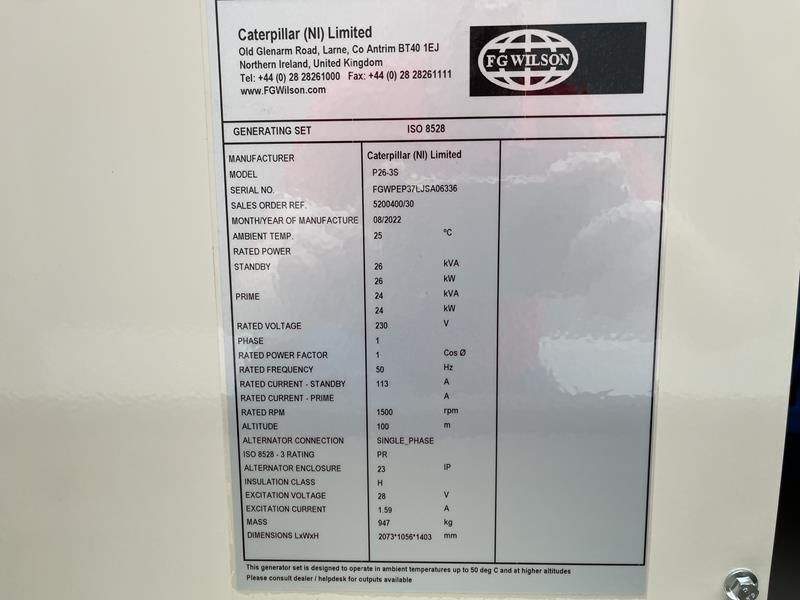 Caterpillar (NI) Limited
Old Glenarm Road, Larne, Co Antrim BT40 1EJ
Northern Ireland, United Kingdom
Tel: +44 (0) 28 28261000 Fax: +44 (0) 28 28261111
www.FGWilson.com
FG WILSON
GENERATING SET ISO 8528
MANUFACTURER Caterpillar (NI) Limited
MODEL P26-3S
SERIAL NO. FGWPEP37LJSA06336
SALES ORDER REF. 5200400/30
MONTH/YEAR OF MANUFACTURE 08/2022
AMBIENT TEMP. 25 ºC
RATED POWER
STANDBY 26 kVA
26 kW
PRIME 24 kVA
24 kW
RATED VOLTAGE 230 V
PHASE 1
RATED POWER FACTOR 1 Cos Ø
RATED FREQUENCY 50 Hz
RATED CURRENT - STANDBY 113 A
RATED CURRENT - PRIME A
RATED RPM 1500 rpm
ALTITUDE 100 m
ALTERNATOR CONNECTION SINGLE_PHASE
ISO 8528 - 3 RATING PR
ALTERNATOR ENCLOSURE 23 IP
INSULATION CLASS H
EXCITATION VOLTAGE 28 V
EXCITATION CURRENT 1.59 A
MASS 947 kg
DIMENSIONS LxWxH 2073*1056*1403 mm
This generator set is designed to operate in ambient temperatures up to 50 deg C and at higher altitudes
Please consult dealer / helpdesk for outputs available